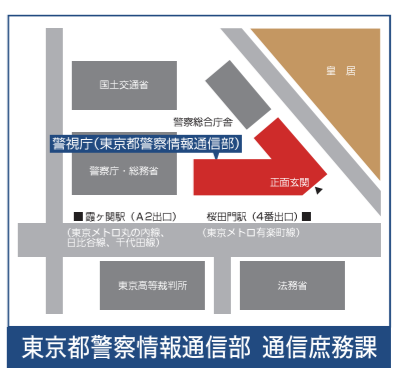 皇 居
国土交通省
警察総合庁舎
警視庁(東京都警察情報通信部)
警察庁・総務省
正面玄関
■霞ヶ関駅（A2出口）
(東京メトロ丸の内線、
日比谷線、千代田線)
桜田門駅（4番出口）■
(東京メトロ有楽町線)
東京高等裁判所
法務省
東京都警察情報通信部 通信庶務課